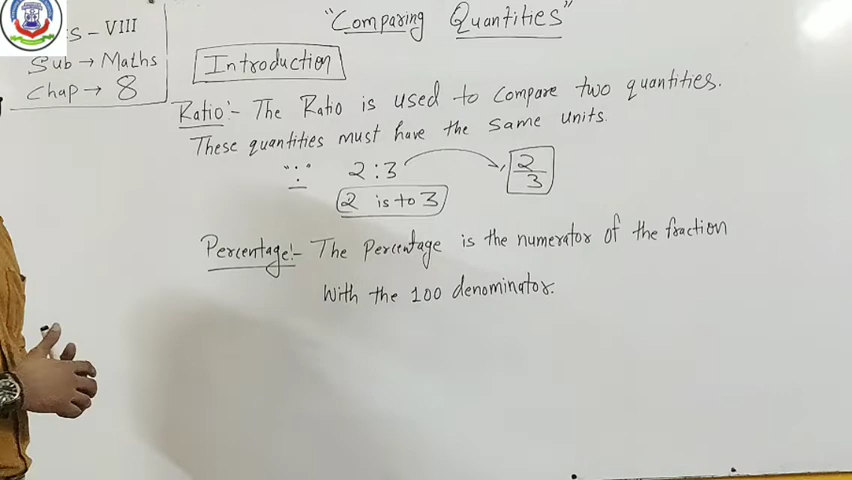 "Comparing Quantities"
s - VIII
Sub → Maths
Chap → 8
Introduction
Ratio:- The Ratio is used to compare two quantities.
These quantities must have the same units.
":" 2:3 → 2/3
2 is to 3
Percentage:- The Percentage is the numerator of the fraction
With the 100 denominator.